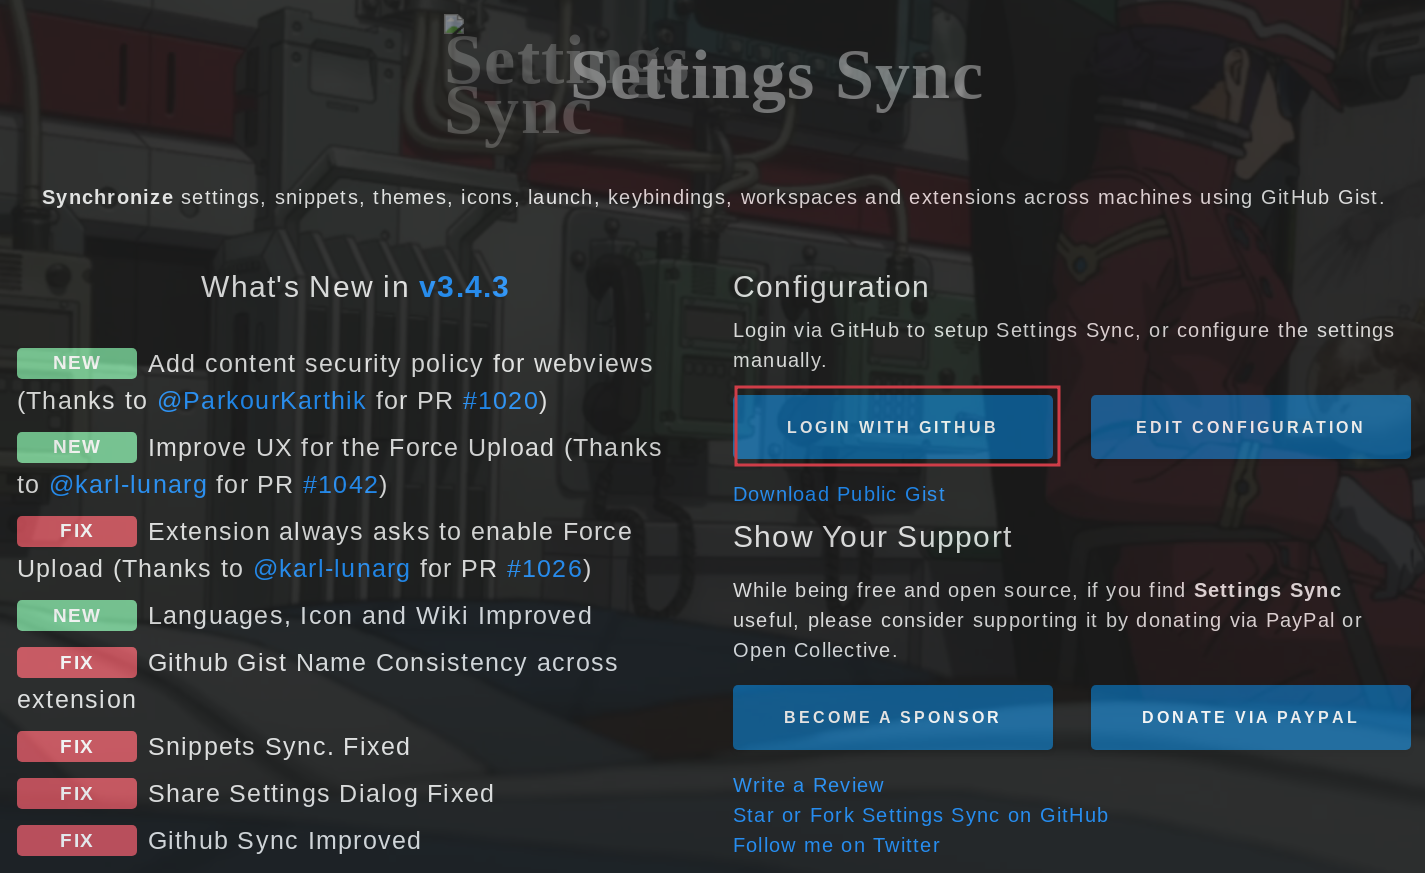 Settings
Sync
Settings Sync
Synchronize settings, snippets, themes, icons, launch, keybindings, workspaces and extensions across machines using GitHub Gist.
What's New in v3.4.3
NEW Add content security policy for webviews
(Thanks to @ParkourKarthik for PR #1020)
NEW Improve UX for the Force Upload (Thanks
to @karl-lunarg for PR #1042)
FIX Extension always asks to enable Force
Upload (Thanks to @karl-lunarg for PR #1026)
NEW Languages, Icon and Wiki Improved
FIX Github Gist Name Consistency across
extension
FIX Snippets Sync. Fixed
FIX Share Settings Dialog Fixed
FIX Github Sync Improved
Configuration
Login via GitHub to setup Settings Sync, or configure the settings
manually.
LOGIN WITH GITHUB
EDIT CONFIGURATION
Download Public Gist
Show Your Support
While being free and open source, if you find Settings Sync
useful, please consider supporting it by donating via PayPal or
Open Collective.
BECOME A SPONSOR
DONATE VIA PAYPAL
Write a Review
Star or Fork Settings Sync on GitHub
Follow me on Twitter